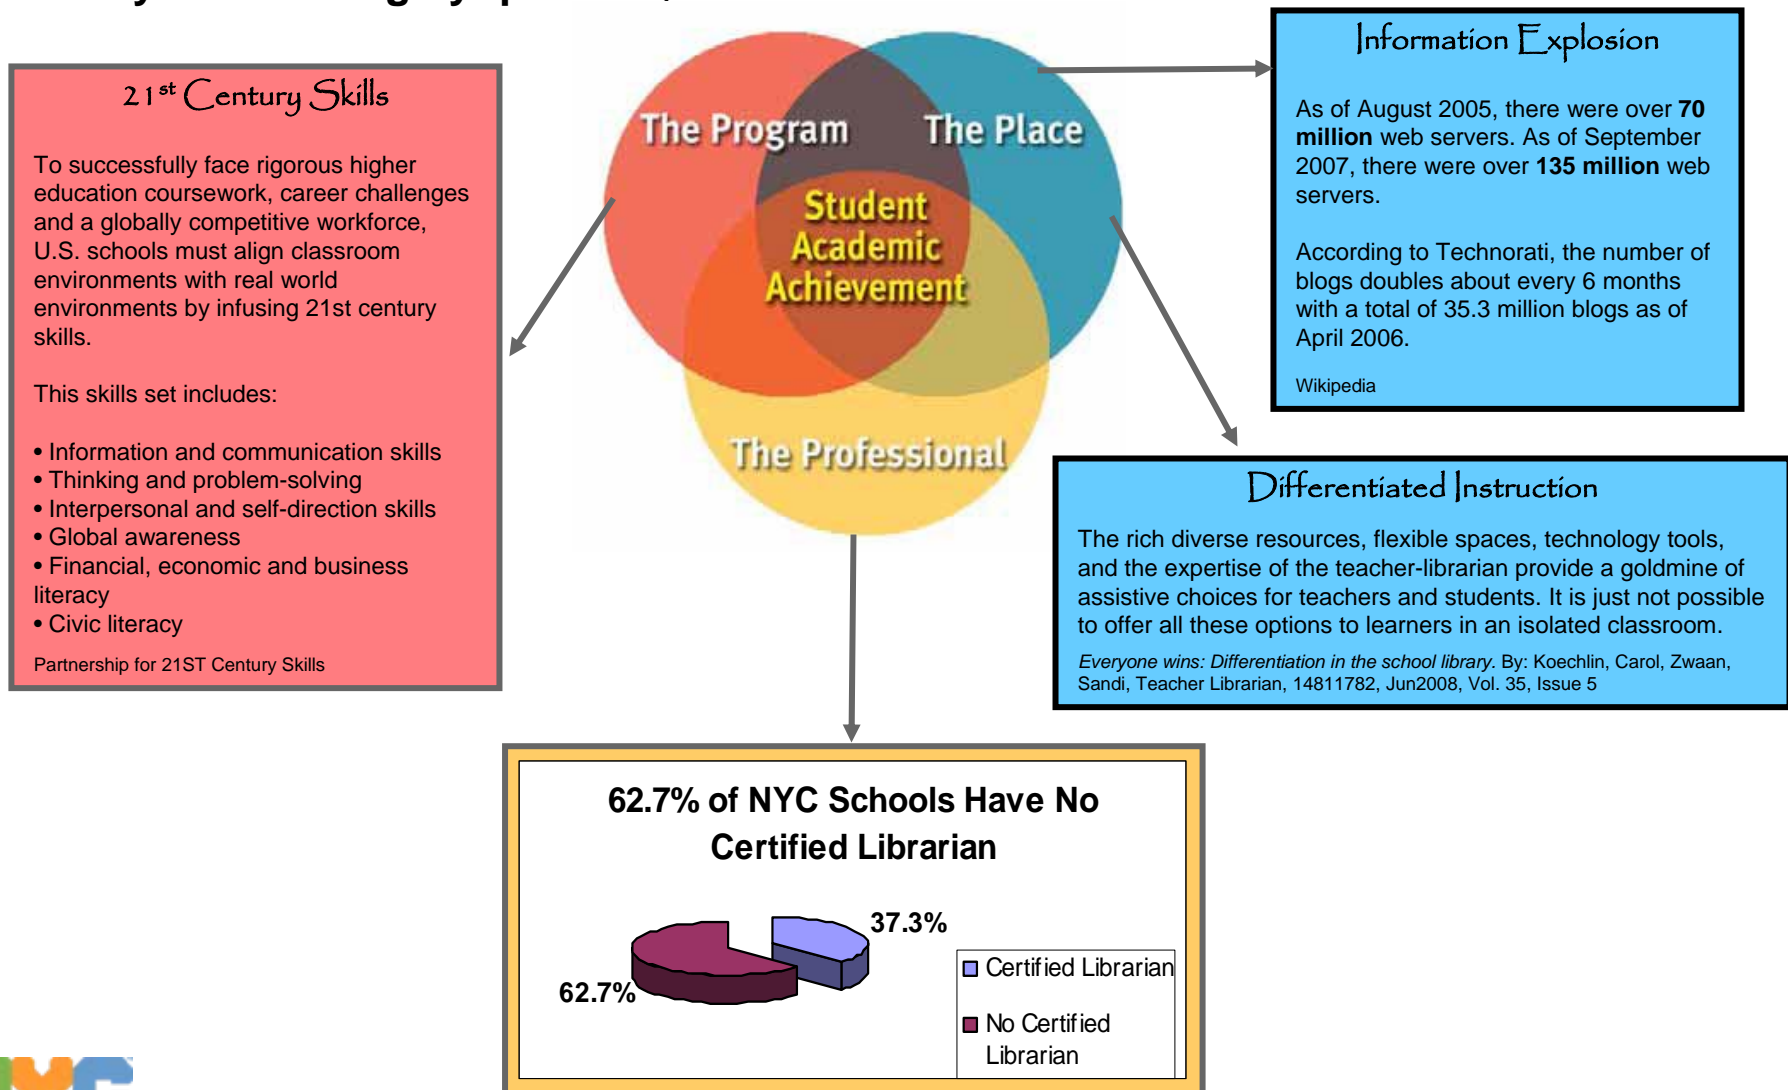 21st Century Skills
To successfully face rigorous higher
education coursework, career challenges
and a globally competitive workforce,
U.S. schools must align classroom
environments with real world
environments by infusing 21st century
skills.
This skills set includes:
• Information and communication skills
• Thinking and problem-solving
• Interpersonal and self-direction skills
• Global awareness
• Financial, economic and business
literacy
• Civic literacy
Partnership for 21ST Century Skills
The Program
The Place
Student
Academic
Achievement
The Professional
Information Explosion
As of August 2005, there were over 70
million web servers. As of September
2007, there were over 135 million web
servers.
According to Technorati, the number of
blogs doubles about every 6 months
with a total of 35.3 million blogs as of
April 2006.
Wikipedia
Differentiated Instruction
The rich diverse resources, flexible spaces, technology tools,
and the expertise of the teacher-librarian provide a goldmine of
assistive choices for teachers and students. It is just not possible
to offer all these options to learners in an isolated classroom.
Everyone wins: Differentiation in the school library. By: Koechlin, Carol, Zwaan,
Sandi, Teacher Librarian, 14811782, Jun2008, Vol. 35, Issue 5
62.7% of NYC Schools Have No
Certified Librarian
37.3%
62.7%
Certified Librarian
No Certified
Librarian